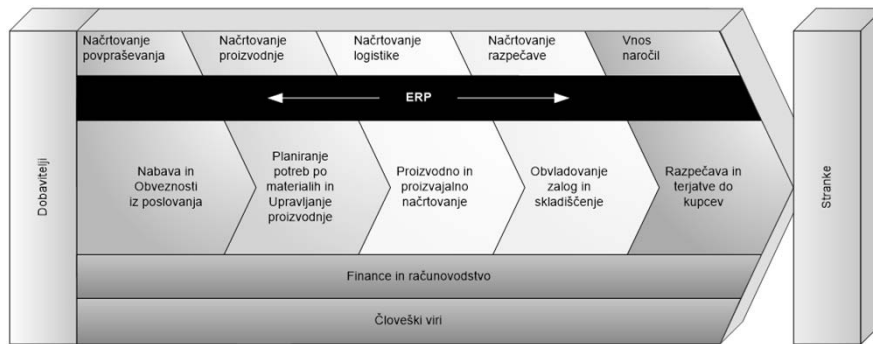 Dobavitelji
Načrtovanje
povpraševanja
Načrtovanje
proizvodnje
Načrtovanje
logistike
Načrtovanje
razpečave
Vnos
naročil
ERP
Nabava in
Obveznosti
iz poslovanja
Planiranje
potreb po
materialih in
Upravljanje
proizvodnje
Proizvodno in
proizvajalno
načrtovanje
Obvladovanje
zalog in
skladiščenje
Razpečava in
terjatve do
kupcev
Finance in računovodstvo
Človeški viri
Stranke